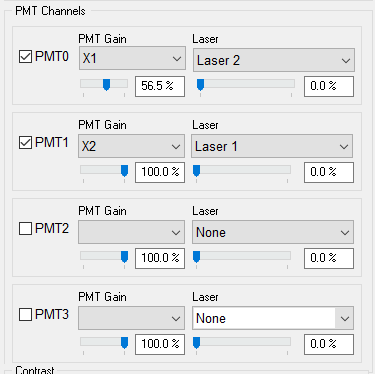 PMT Channels
PMT Gain Laser
PMT0 X1 Laser 2
56.5 % 0.0 %
PMT Gain Laser
PMT1 X2 Laser 1
100.0 % 0.0 %
PMT Gain Laser
PMT2 None
100.0 % 0.0 %
PMT Gain Laser
PMT3 None
100.0 % 0.0 %
Contrast